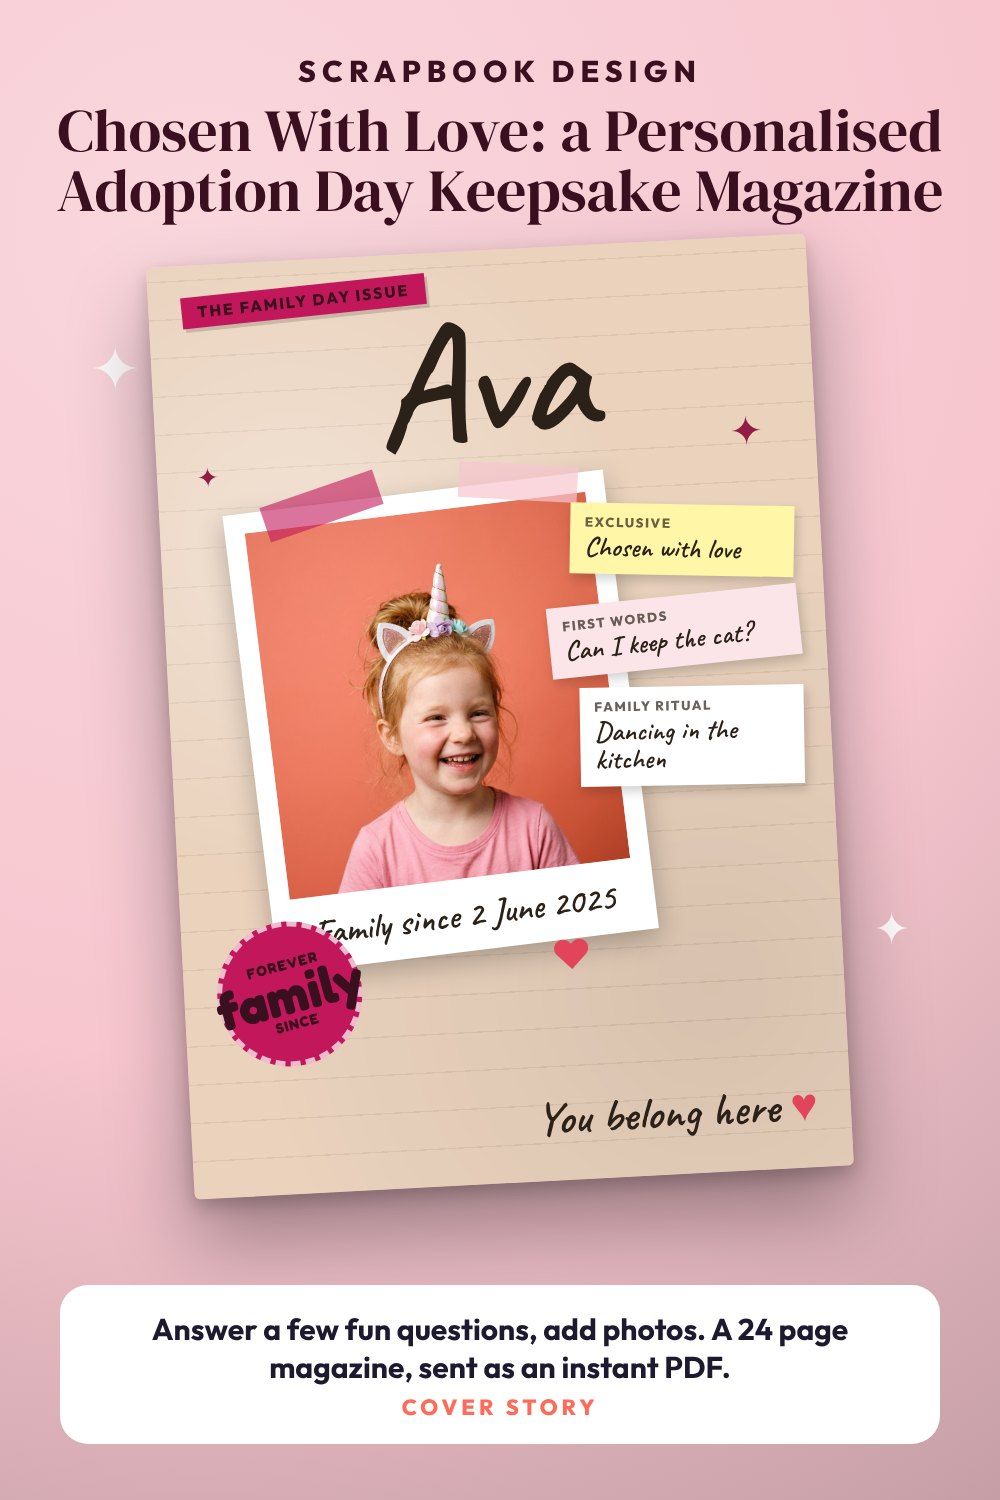 SCRAPBOOK DESIGN
Chosen With Love: a Personalised
Adoption Day Keepsake Magazine
THE FAMILY DAY ISSUE
Ava
EXCLUSIVE
Chosen with love
FIRST WORDS
Can I keep the cat?
FAMILY RITUAL
Dancing in the
kitchen
Family since 2 June 2025
FOREVER
family
SINCE
You belong here ♥
Answer a few fun questions, add photos. A 24 page
magazine, sent as an instant PDF.
COVER STORY